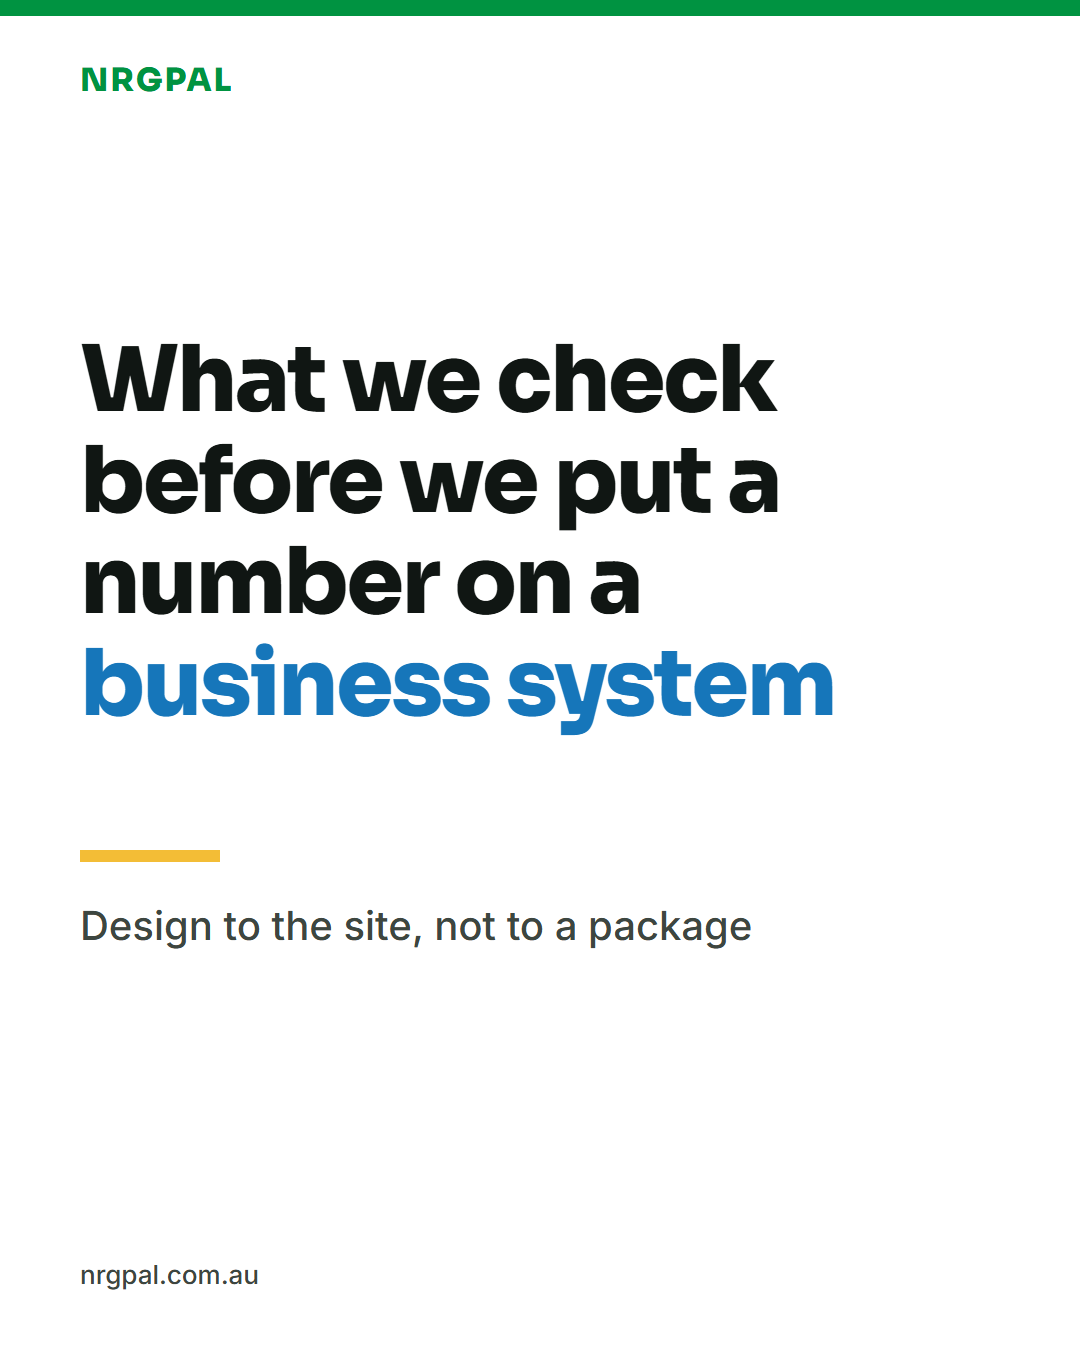 NRGPAL
What we check
before we put a
number on a
business system
Design to the site, not to a package
nrgpal.com.au